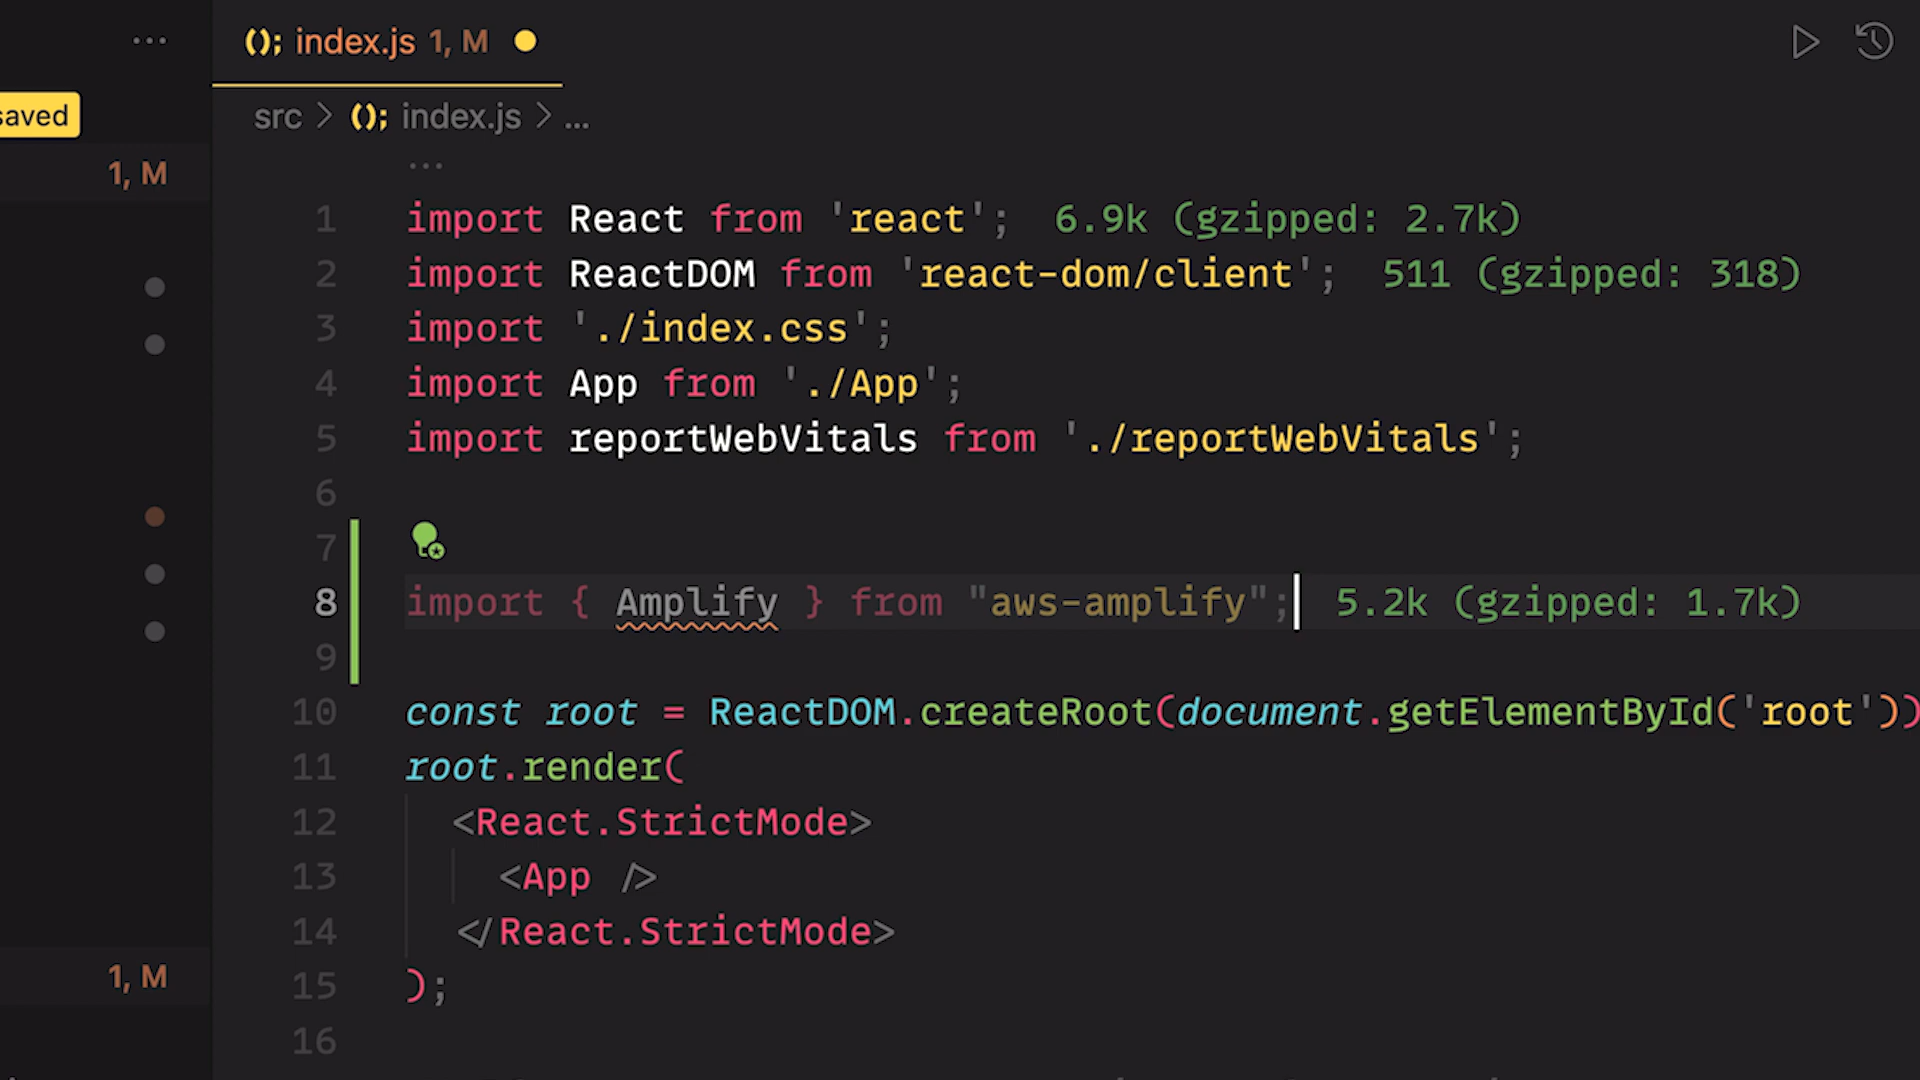 ... (); index.js 1, M
saved
src > (); index.js > ...
1, M
...
1 import React from 'react'; 6.9k (gzipped: 2.7k)
2 import ReactDOM from 'react-dom/client'; 511 (gzipped: 318)
3 import './index.css';
4 import App from './App';
5 import reportWebVitals from './reportWebVitals';
6
7
8 import { Amplify } from "aws-amplify"; 5.2k (gzipped: 1.7k)
9
10 const root = ReactDOM.createRoot(document.getElementById('root'))
11 root.render(
12 <React.StrictMode>
13 <App />
14 </React.StrictMode>
1, M
15 );
16